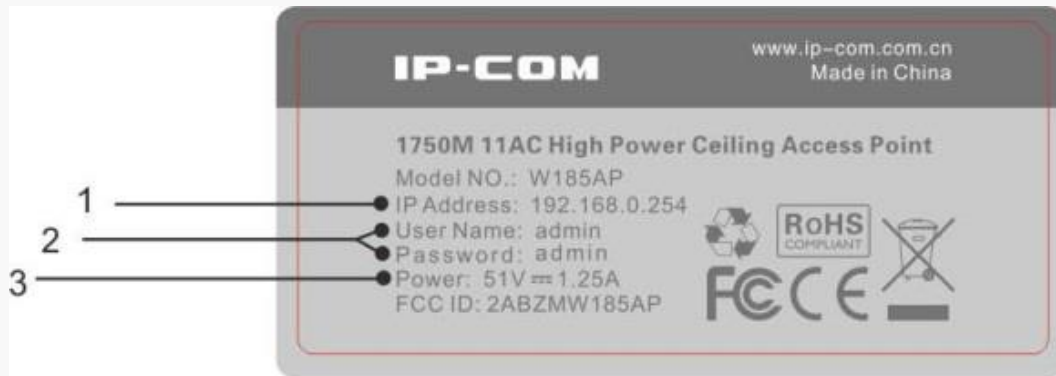 IP-COM
www.ip-com.com.cn
Made in China
1750M 11AC High Power Ceiling Access Point
Model NO.: W185AP
1
IP Address: 192.168.0.254
2
User Name: admin
Password: admin
3
Power: 51V ⎓ 1.25A
FCC ID: 2ABZMW185AP
RoHS
COMPLIANT
FC CE